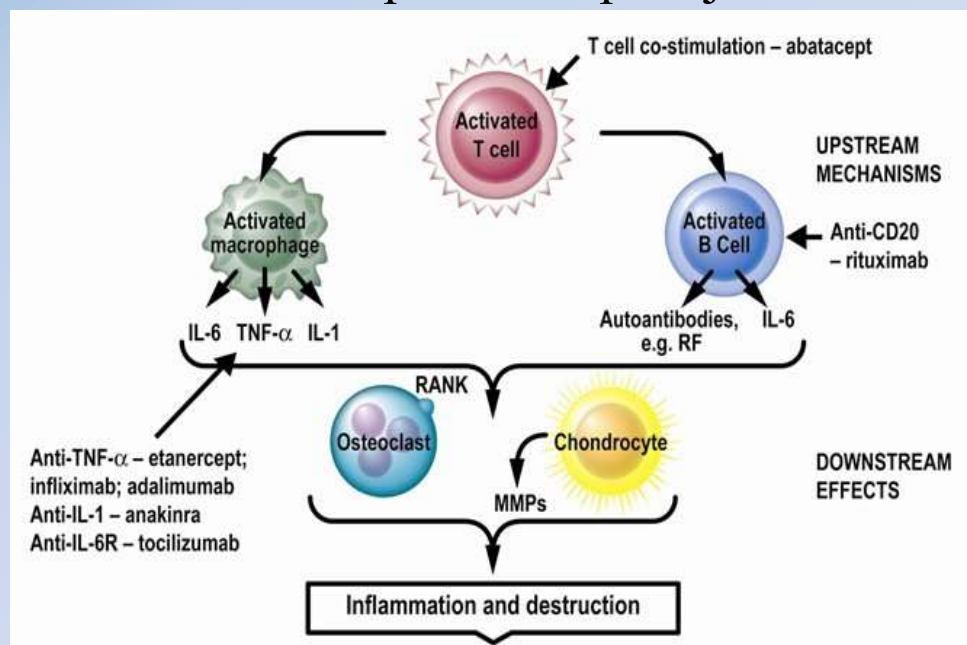 T cell co-stimulation – abatacept
Activated
T cell
UPSTREAM
MECHANISMS
Activated
macrophage
Activated
B Cell
Anti-CD20
– rituximab
IL-6 TNF-α IL-1
Autoantibodies,
e.g. RF
IL-6
RANK
Osteoclast
Chondrocyte
MMPs
Anti-TNF-α – etanercept;
infliximab; adalimumab
Anti-IL-1 – anakinra
Anti-IL-6R – tocilizumab
DOWNSTREAM
EFFECTS
Inflammation and destruction